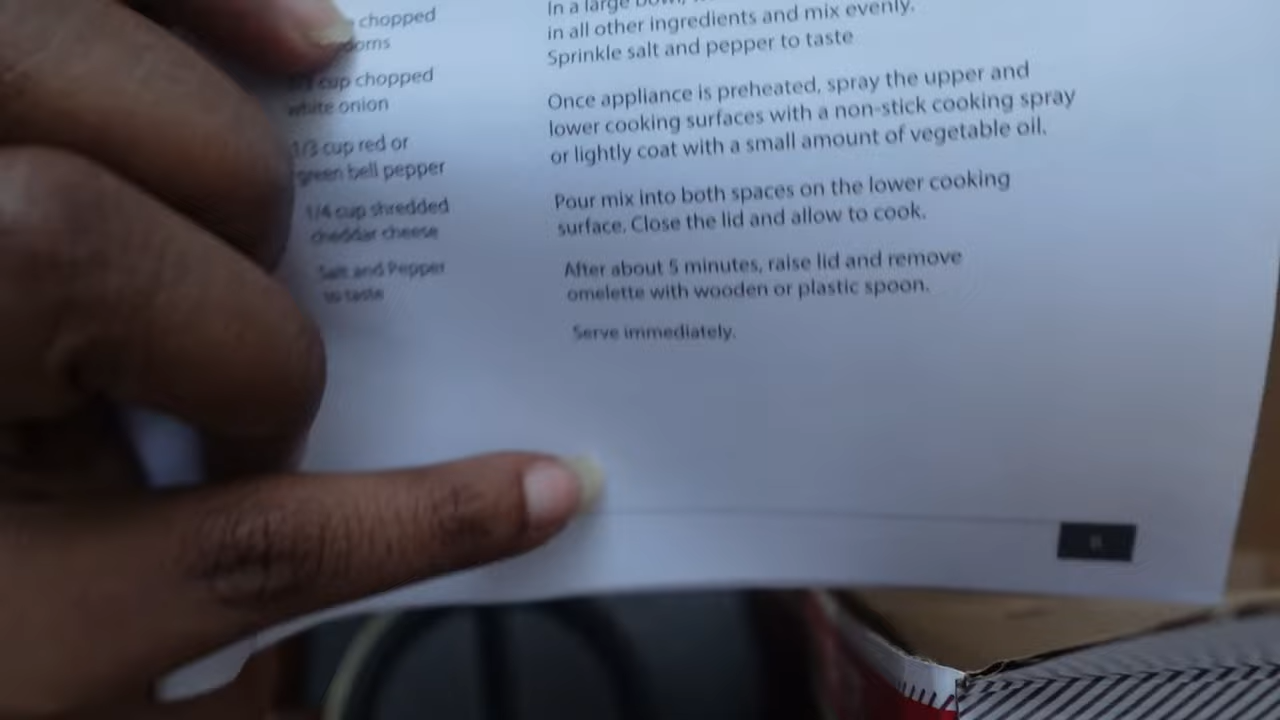 chopped
cup chopped
white onion
1/3 cup red or
green bell pepper
1/4 cup shredded
cheddar cheese
Salt and Pepper
to taste
In a large bowl,
in all other ingredients and mix evenly.
Sprinkle salt and pepper to taste
Once appliance is preheated, spray the upper and
lower cooking surfaces with a non-stick cooking spray
or lightly coat with a small amount of vegetable oil.
Pour mix into both spaces on the lower cooking
surface. Close the lid and allow to cook.
After about 5 minutes, raise lid and remove
omelette with wooden or plastic spoon.
Serve immediately.